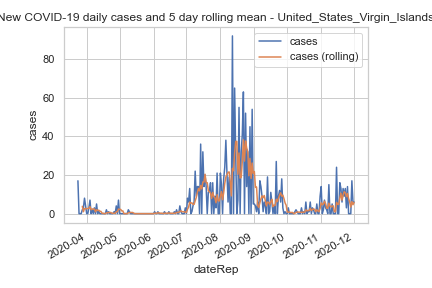 New COVID-19 daily cases and 5 day rolling mean - United_States_Virgin_Islands
cases
cases (rolling)
cases
80
60
40
20
0
2020-04
2020-05
2020-06
2020-07
2020-08
2020-09
2020-10
2020-11
2020-12
dateRep